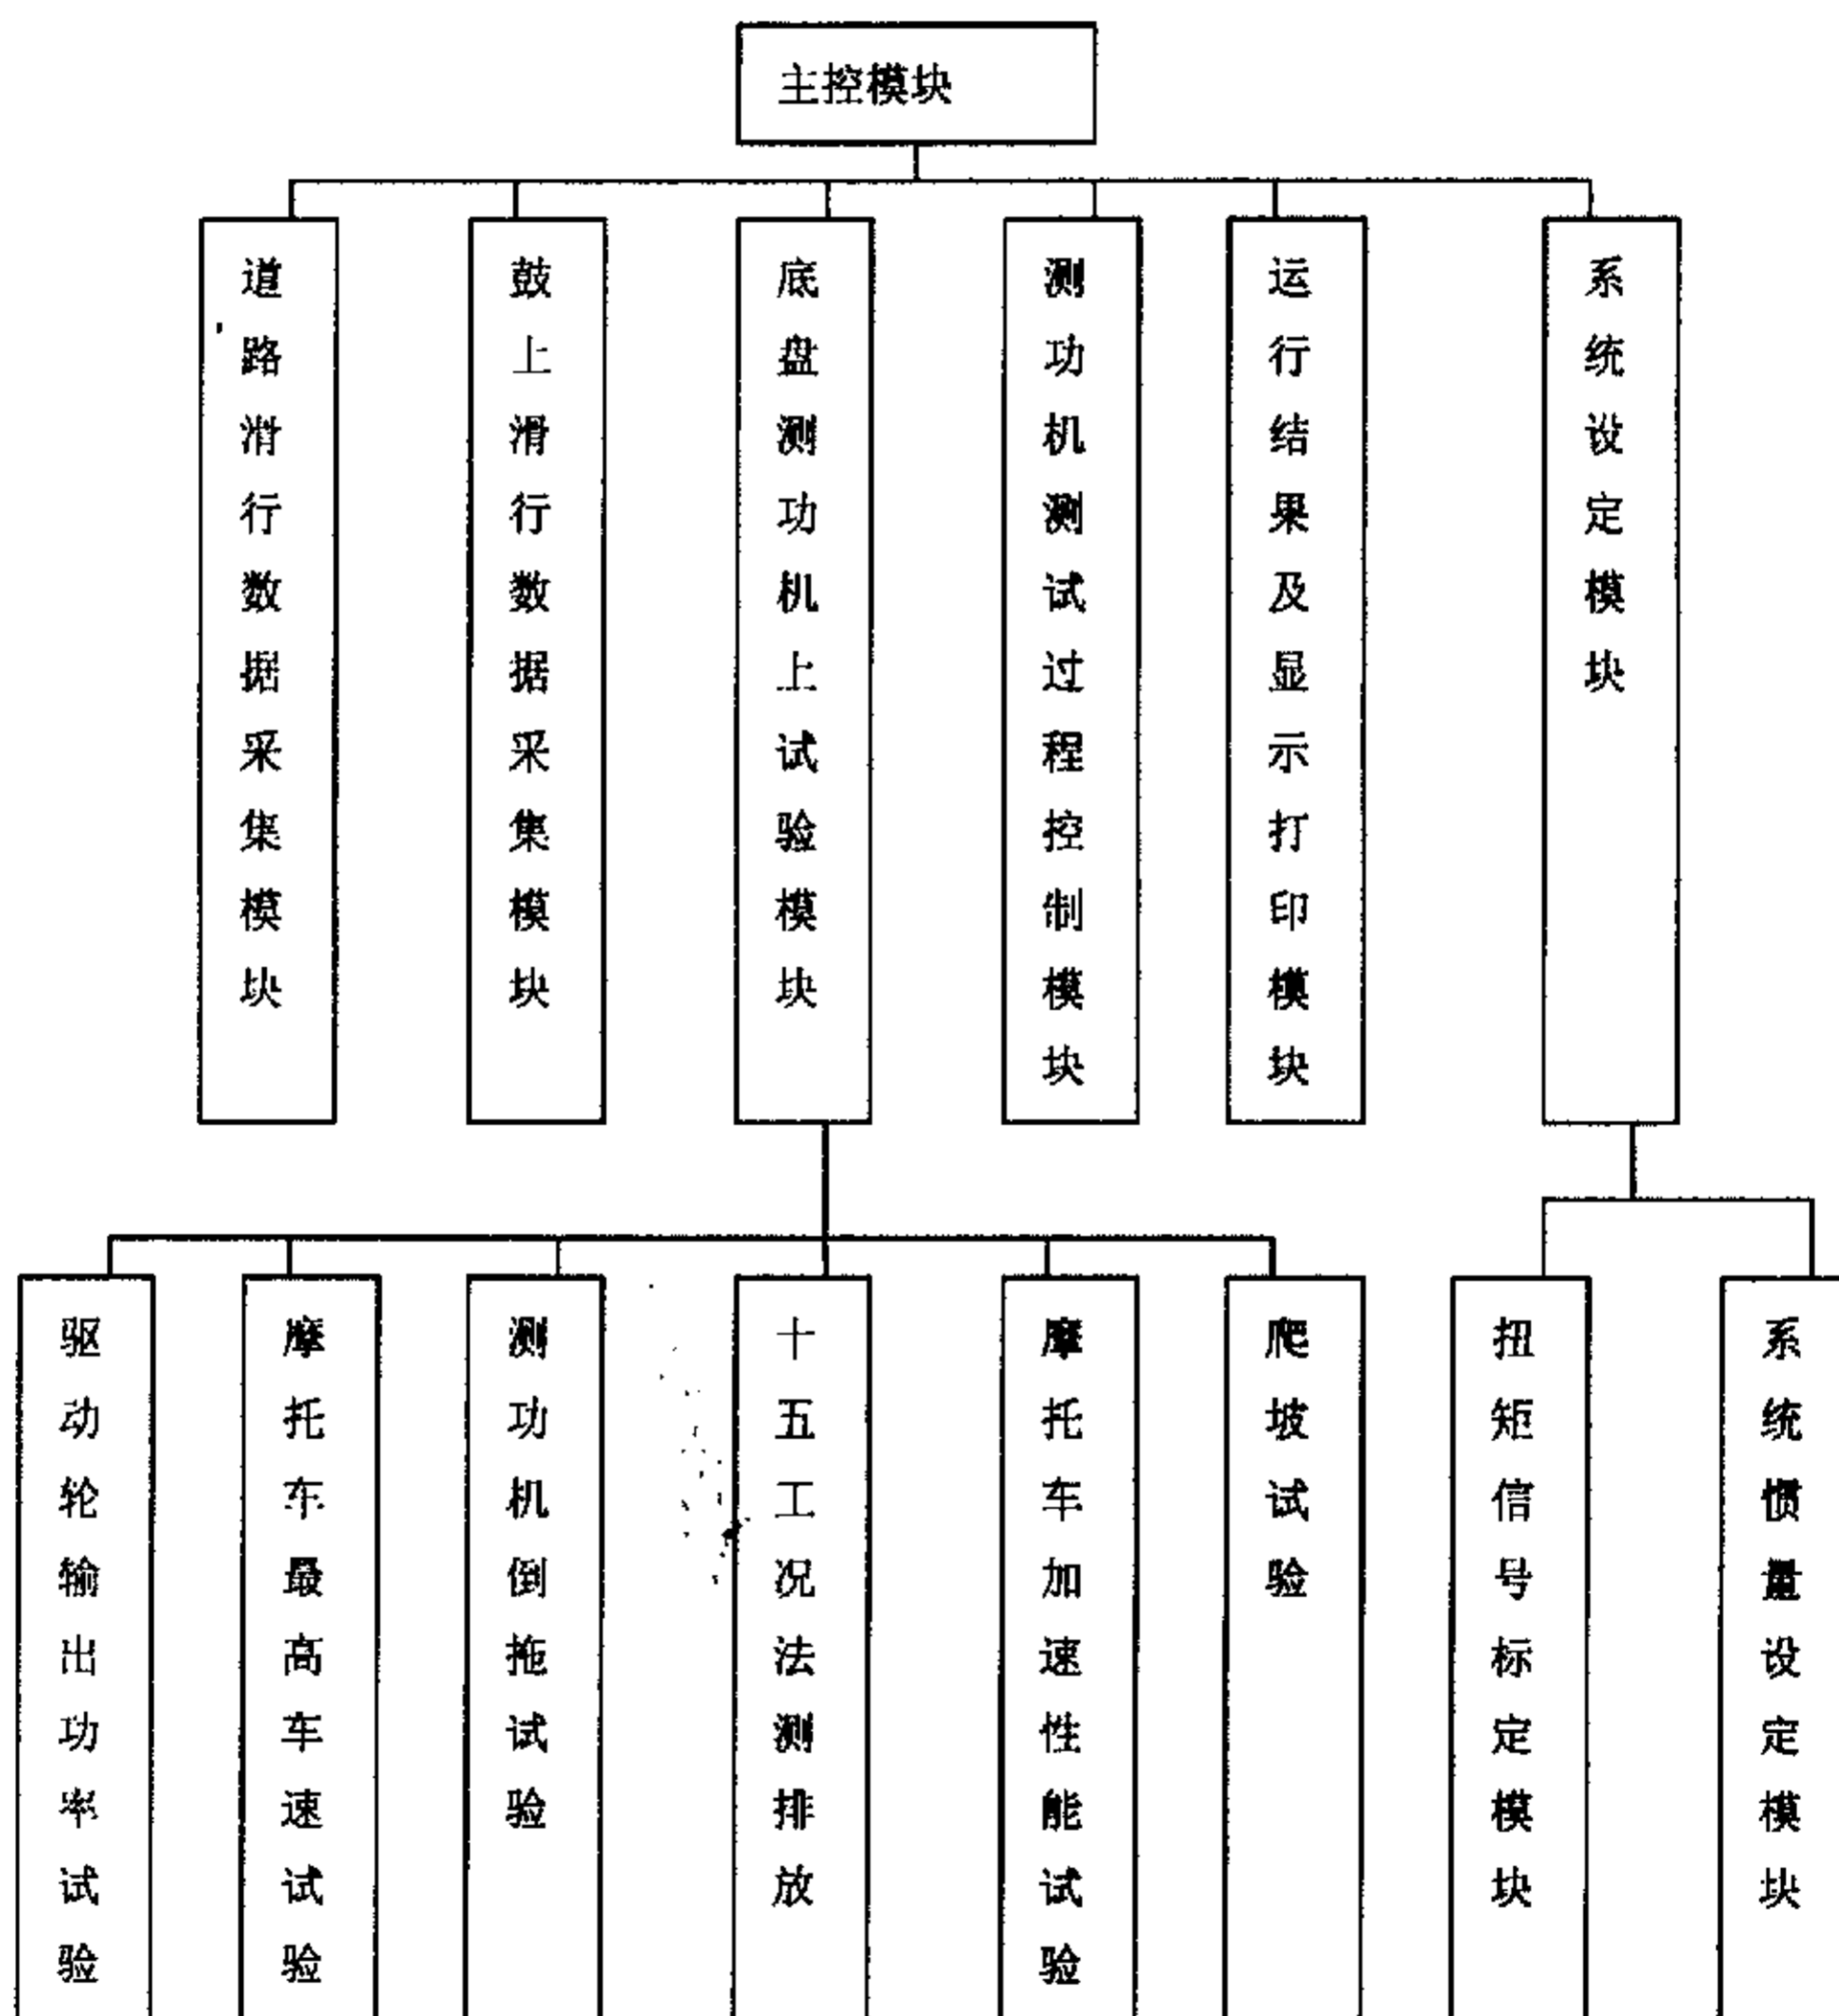 主控模块
道路滑行数据采集模块
鼓上滑行数据采集模块
底盘测功机上试验模块
测功机测试过程控制模块
运行结果及显示打印模块
系统设定模块
驱动轮输出功率试验
摩托车最高车速试验
测功机倒拖试验
十五工况法测排放
摩托车加速性能试验
爬坡试验
扭矩信号标定模块
系统惯量设定模块